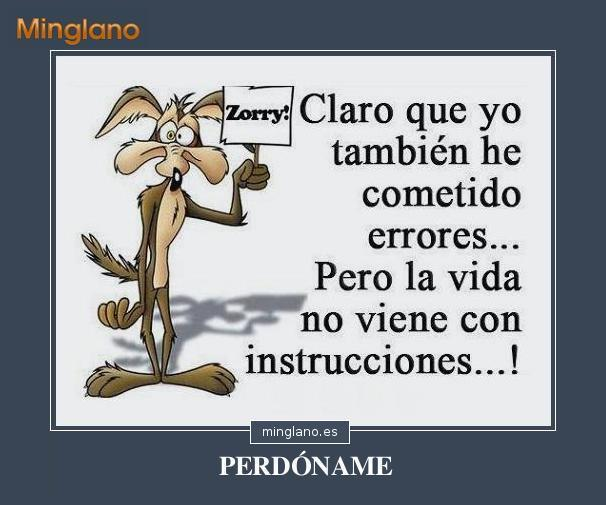 Minglano
Zorry!
Claro que yo
también he
cometido
errores...
Pero la vida
no viene con
instrucciones...!
minglano.es
PERDÓNAME